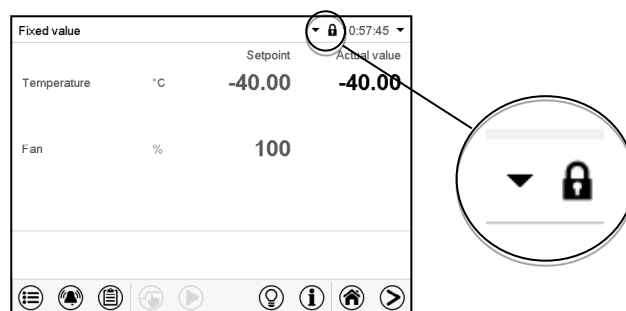 Fixed value 0:57:45
Setpoint Actual value
Temperature °C -40.00 -40.00
Fan % 100